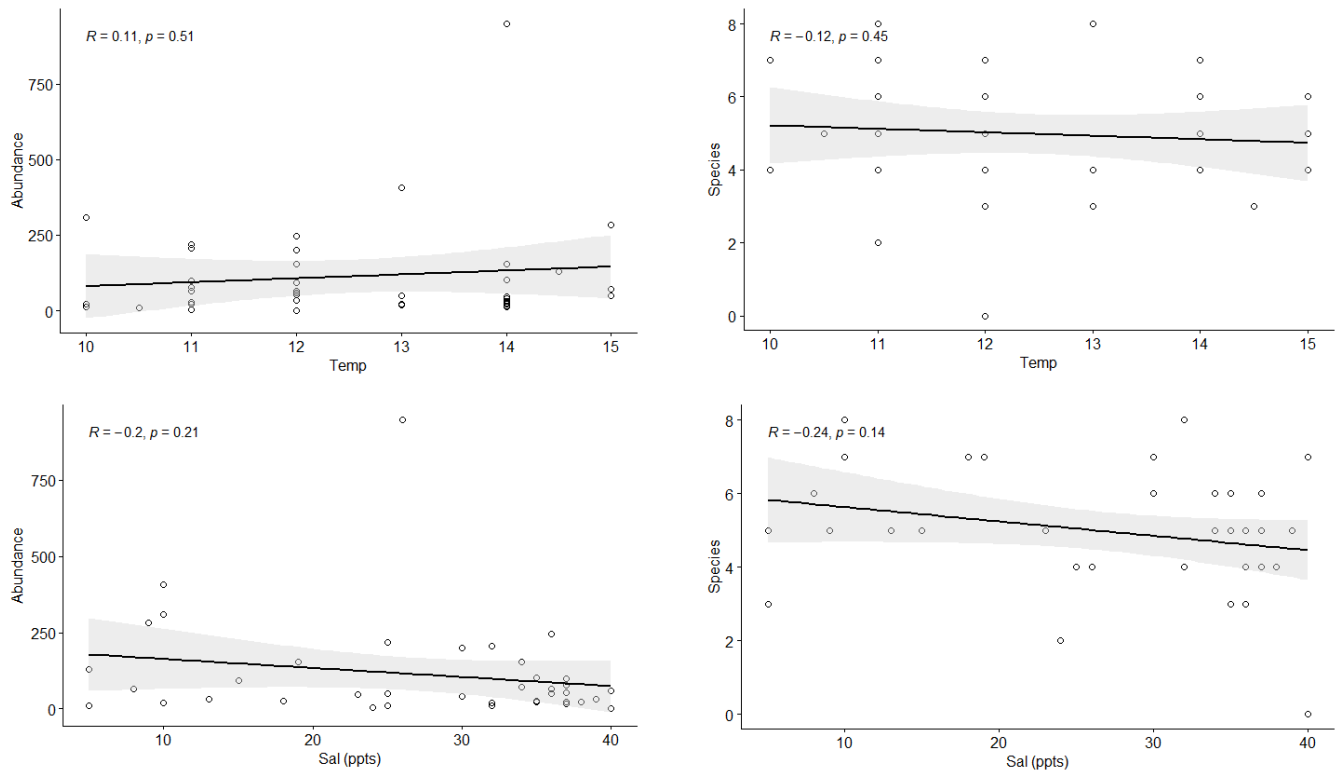 R = 0.11, p = 0.51
Abundance
750
500
250
0
10 11 12 13 14 15
Temp
R = −0.12, p = 0.45
Species
8
6
4
2
0
10 11 12 13 14 15
Temp
R = −0.2, p = 0.21
Abundance
750
500
250
0
10 20 30 40
Sal (ppts)
R = −0.24, p = 0.14
Species
8
6
4
2
0
10 20 30 40
Sal (ppts)